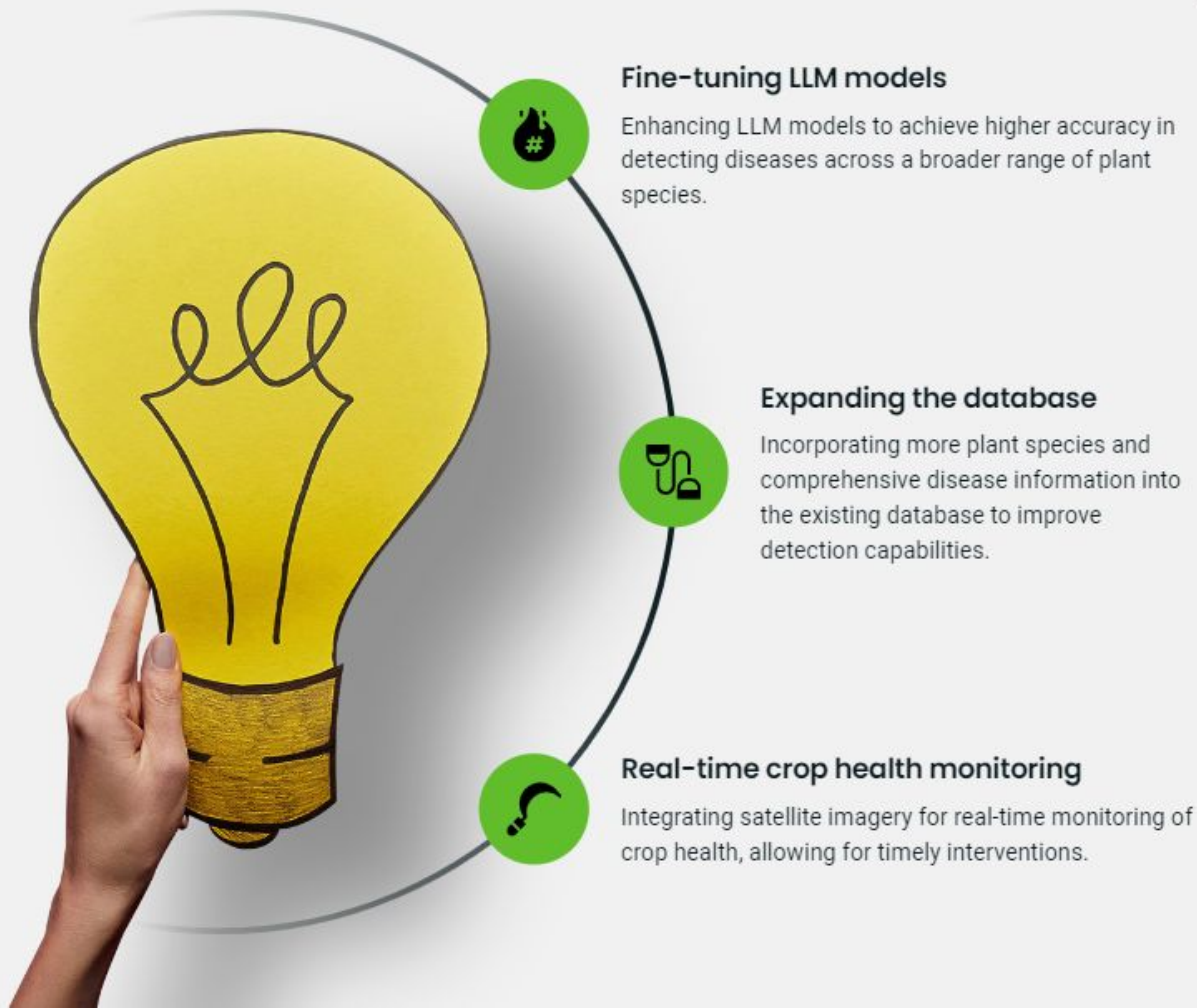 Fine-tuning LLM models
Enhancing LLM models to achieve higher accuracy in
detecting diseases across a broader range of plant
species.
Expanding the database
Incorporating more plant species and
comprehensive disease information into
the existing database to improve
detection capabilities.
Real-time crop health monitoring
Integrating satellite imagery for real-time monitoring of
crop health, allowing for timely interventions.